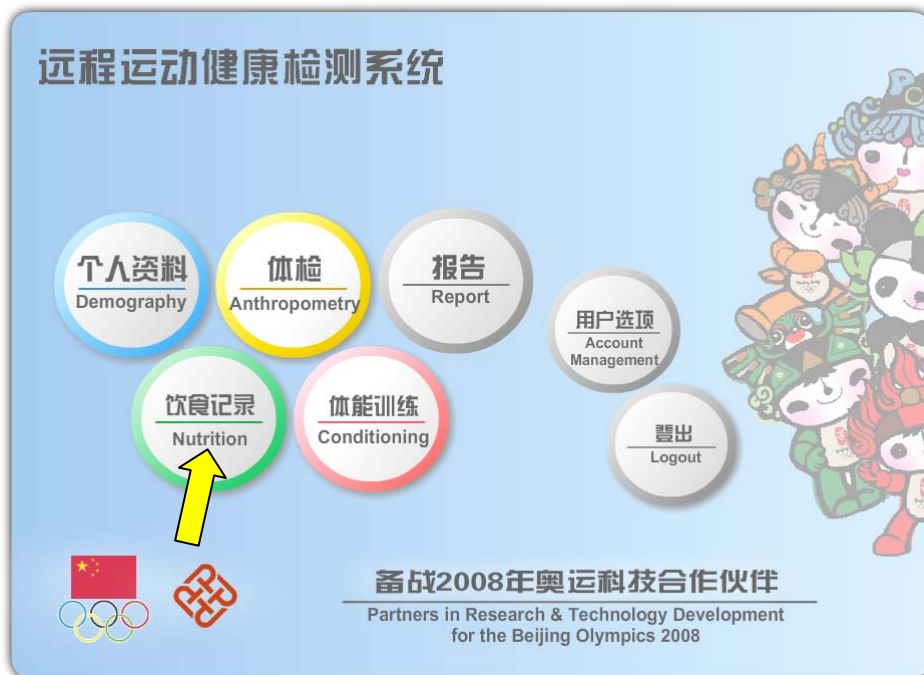 远程运动健康检测系统
个人资料
Demography
体检
Anthropometry
报告
Report
用户选项
Account
Management
饮食记录
Nutrition
体能训练
Conditioning
登出
Logout
备战2008年奥运科技合作伙伴
Partners in Research & Technology Development
for the Beijing Olympics 2008